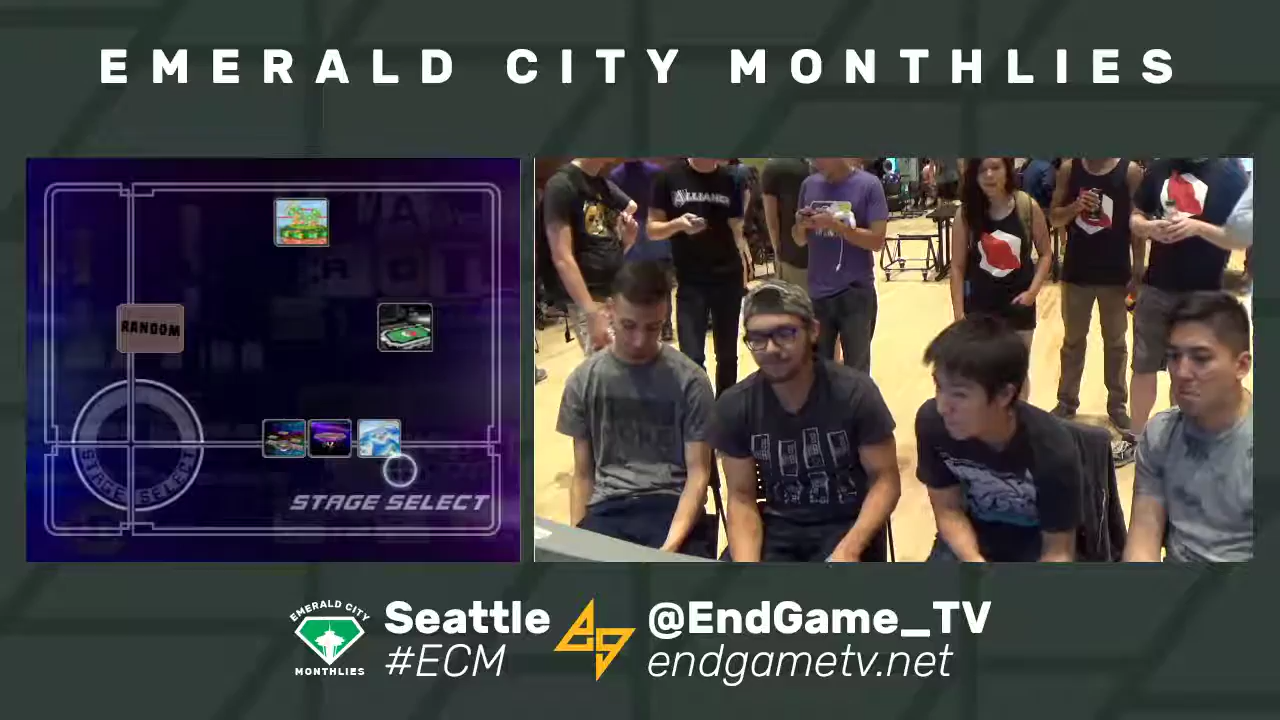 EMERALD CITY MONTHLIES
RANDOM
STAGE SELECT
STAGE SELECT
ALLIANCE
EMERALD CITY
MONTHLIES
Seattle
#ECM
@EndGame_TV
endgametv.net